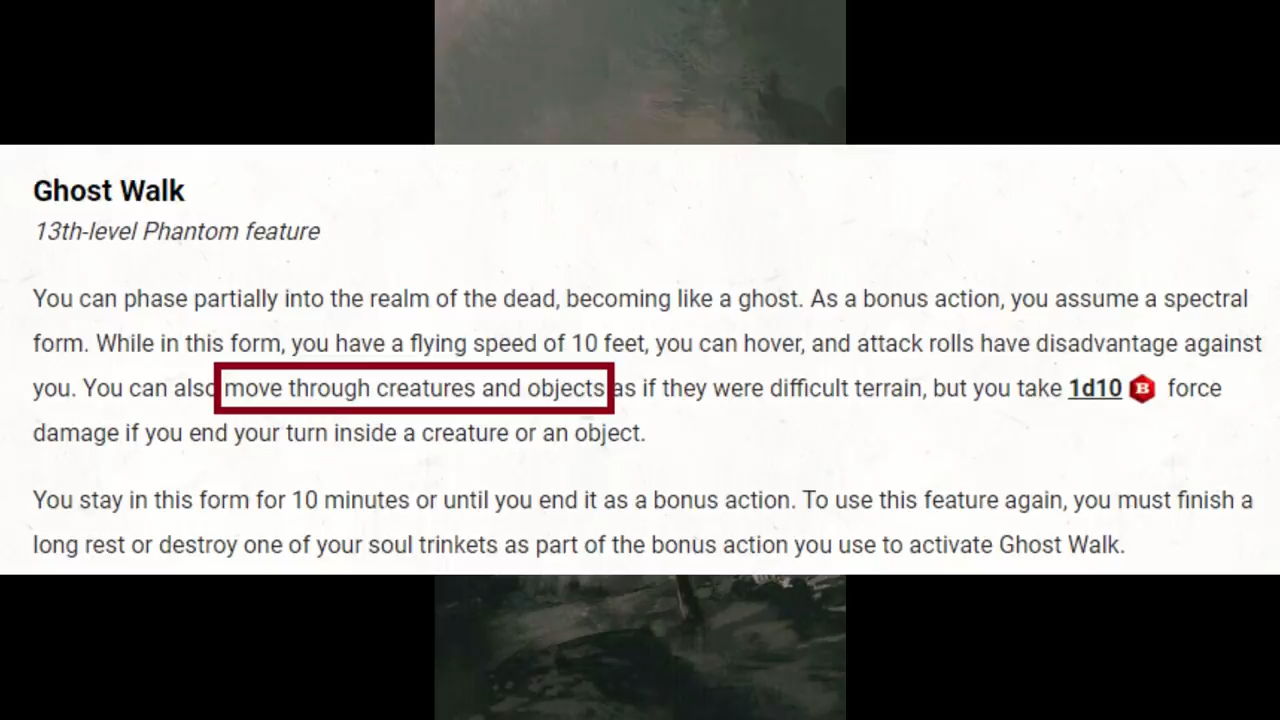 Ghost Walk
13th-level Phantom feature
You can phase partially into the realm of the dead, becoming like a ghost. As a bonus action, you assume a spectral
form. While in this form, you have a flying speed of 10 feet, you can hover, and attack rolls have disadvantage against
you. You can also move through creatures and objects as if they were difficult terrain, but you take 1d10 B force
damage if you end your turn inside a creature or an object.
You stay in this form for 10 minutes or until you end it as a bonus action. To use this feature again, you must finish a
long rest or destroy one of your soul trinkets as part of the bonus action you use to activate Ghost Walk.